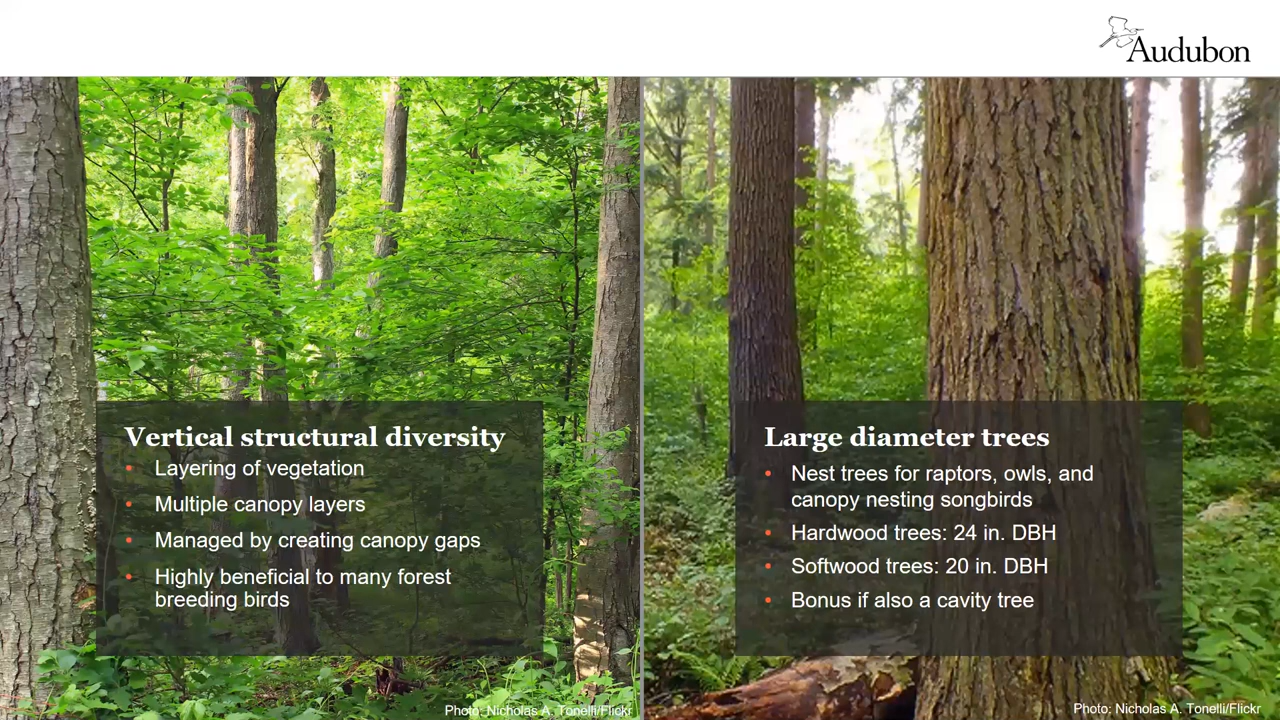 Audubon
Vertical structural diversity
• Layering of vegetation
• Multiple canopy layers
• Managed by creating canopy gaps
• Highly beneficial to many forest
breeding birds
Photo: Nicholas A. Tonelli/Flickr
Large diameter trees
• Nest trees for raptors, owls, and
canopy nesting songbirds
• Hardwood trees: 24 in. DBH
• Softwood trees: 20 in. DBH
• Bonus if also a cavity tree
Photo: Nicholas A. Tonelli/Flickr